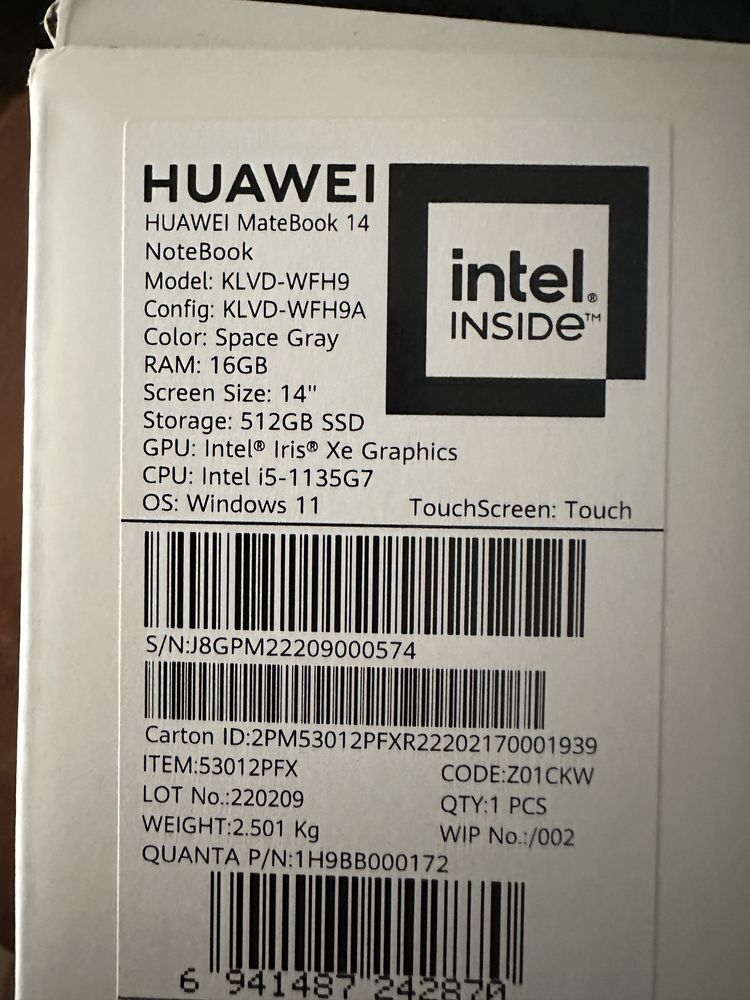 HUAWEI
HUAWEI MateBook 14
NoteBook
Model: KLVD-WFH9
Config: KLVD-WFH9A
Color: Space Gray
RAM: 16GB
Screen Size: 14"
Storage: 512GB SSD
GPU: Intel® Iris® Xe Graphics
CPU: Intel i5-1135G7
OS: Windows 11
TouchScreen: Touch
intel®
INSIDe™
S/N:J8GPM22209000574
Carton ID:2PM53012PFXR22202170001939
ITEM:53012PFX
CODE:Z01CKW
LOT No.:220209
QTY:1 PCS
WEIGHT:2.501 Kg
WIP No.:/002
QUANTA P/N:1H9BB000172
6 941487 242870